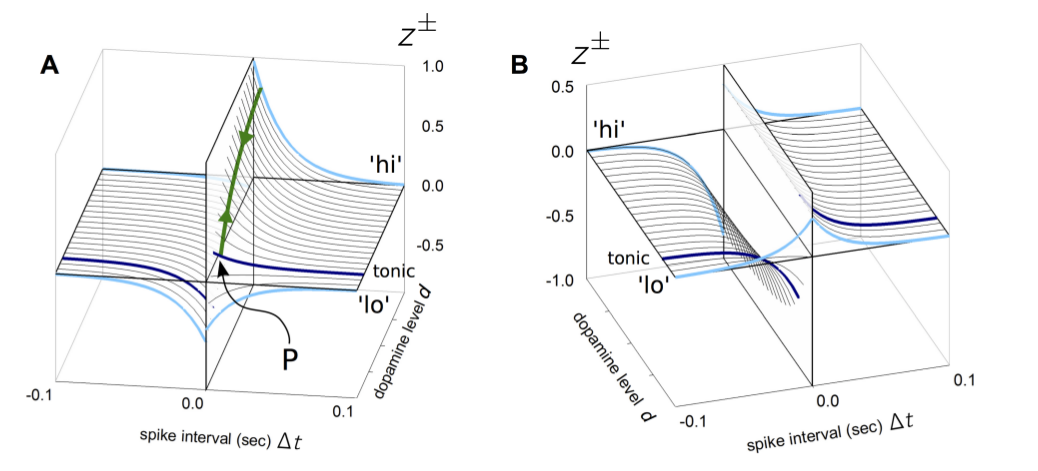 A
Z±
1.0
0.5
0.0
-0.5
'hi'
tonic
'lo'
dopamine level d
P
-0.1
0.0
0.1
spike interval (sec) Δt
B
Z±
0.5
0.0
-0.5
-1.0
'hi'
tonic
'lo'
dopamine level d
-0.1
0.0
0.1
spike interval (sec) Δt